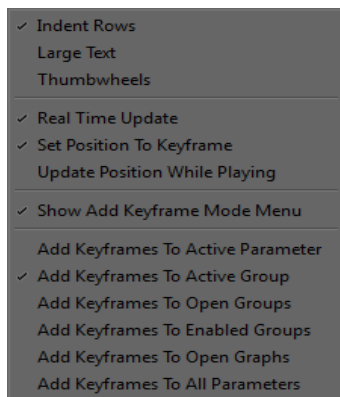 Indent Rows
Large Text
Thumbwheels
Real Time Update
Set Position To Keyframe
Update Position While Playing
Show Add Keyframe Mode Menu
Add Keyframes To Active Parameter
Add Keyframes To Active Group
Add Keyframes To Open Groups
Add Keyframes To Enabled Groups
Add Keyframes To Open Graphs
Add Keyframes To All Parameters